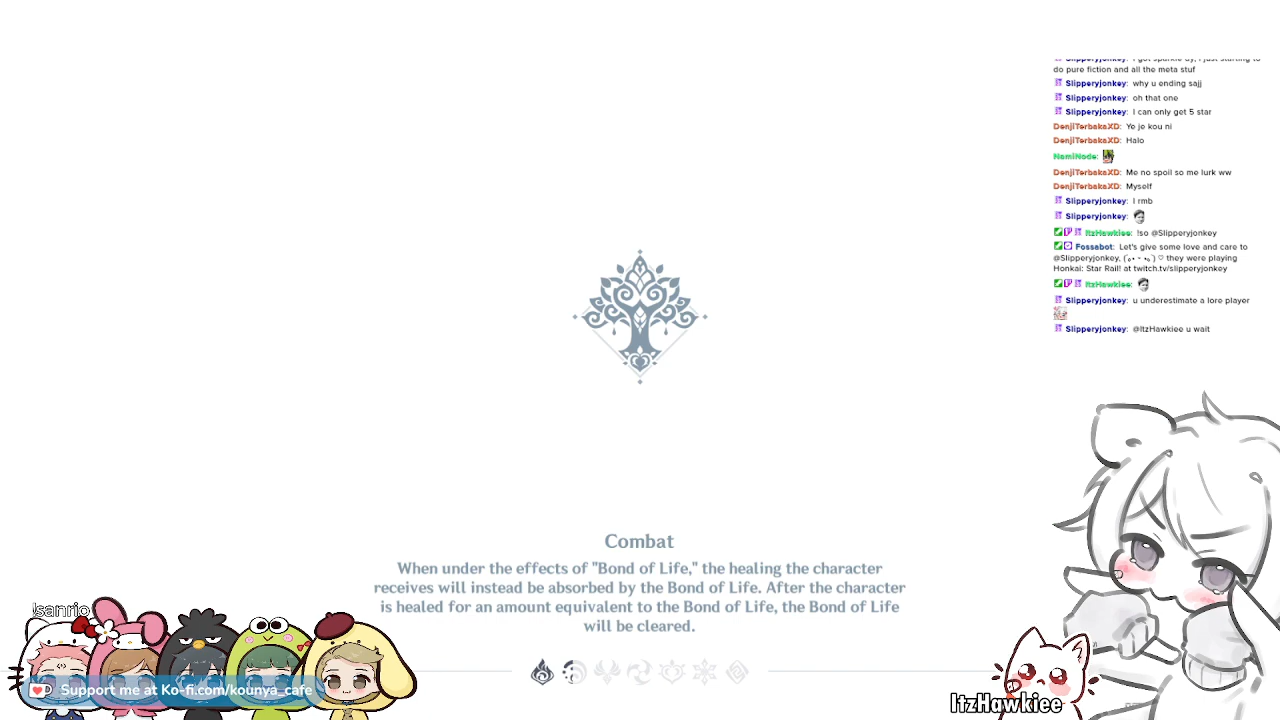 do pure fiction and all the meta stuf
Slipperyjonkey: why u ending sajj
Slipperyjonkey: oh that one
Slipperyjonkey: I can only get 5 star
DenjiTerbakaXD: Ye je kou ni
DenjiTerbakaXD: Halo
NamiNode:
DenjiTerbakaXD: Me no spoil so me lurk ww
DenjiTerbakaXD: Myself
Slipperyjonkey: I rmb
Slipperyjonkey:
ItzHawkiee: !so @Slipperyjonkey
Fossabot: Let's give some love and care to
@Slipperyjonkey, ♡ they were playing
Honkai: Star Rail! at twitch.tv/slipperyjonkey
ItzHawkiee:
Slipperyjonkey: u underestimate a lore player
Slipperyjonkey: @ItzHawkiee u wait
Combat
When under the effects of "Bond of Life," the healing the character
receives will instead be absorbed by the Bond of Life. After the character
is healed for an amount equivalent to the Bond of Life, the Bond of Life
will be cleared.
!sanrio
Support me at Ko-fi.com/kounya_cafe
ItzHawkiee